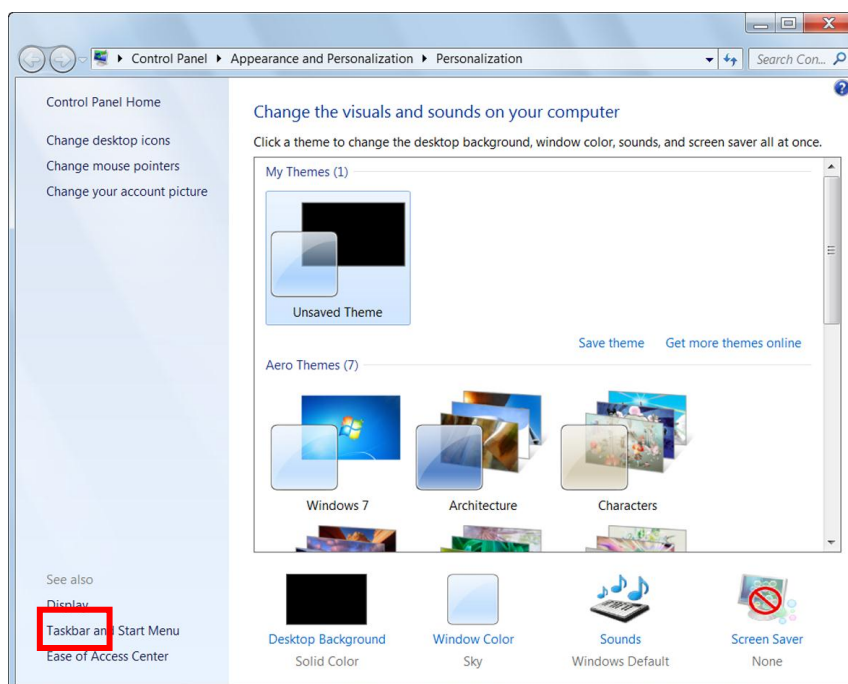 Control Panel Appearance and Personalization Personalization
Search Con...
Control Panel Home
Change desktop icons
Change mouse pointers
Change your account picture
Change the visuals and sounds on your computer
Click a theme to change the desktop background, window color, sounds, and screen saver all at once.
My Themes (1)
Unsaved Theme
Save theme Get more themes online
Aero Themes (7)
Windows 7 Architecture Characters
See also
Display
Taskbar and Start Menu
Ease of Access Center
Desktop Background Window Color Sounds Screen Saver
Solid Color Sky Windows Default None